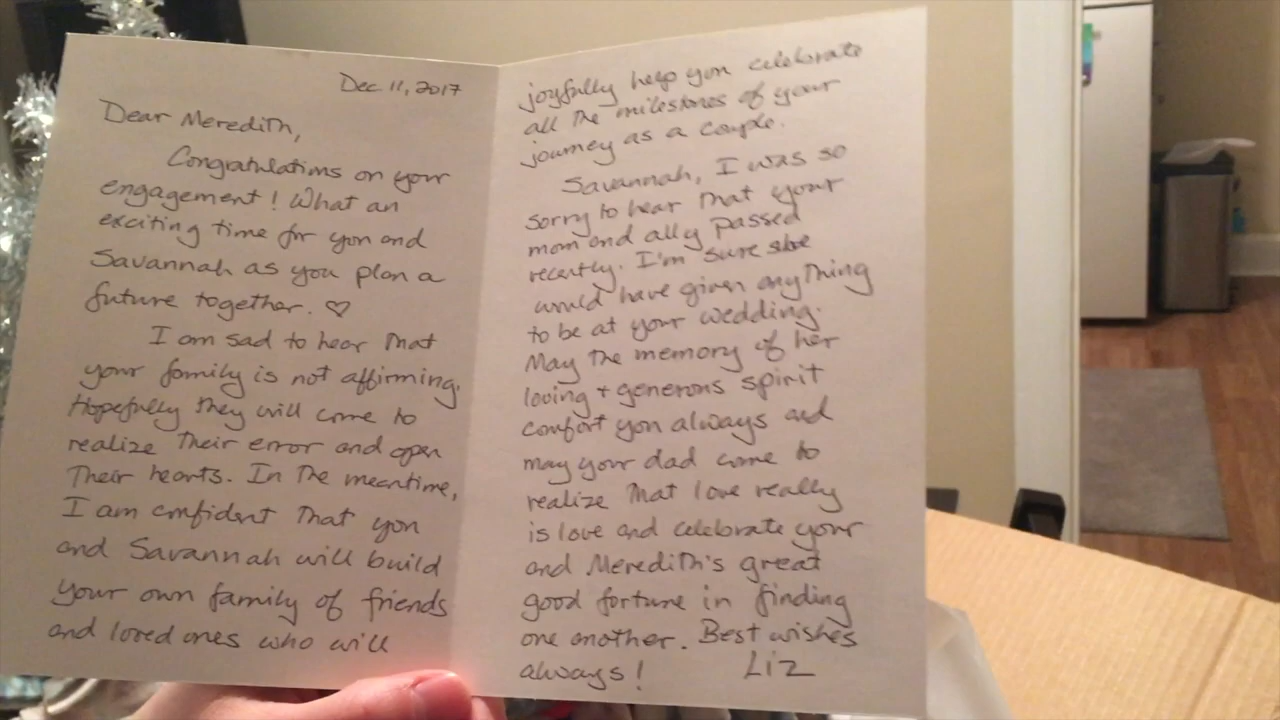 Dec 11, 2017
Dear Meredith,
Congratulations on your
engagement! What an
exciting time for you and
Savannah as you plan a
future together. ♡
I am sad to hear that
your family is not affirming.
Hopefully they will come to
realize their error and open
their hearts. In the meantime,
I am confident that you
and Savannah will build
your own family of friends
and loved ones who will
joyfully help you celebrate
all the milestones of your
journey as a couple.
Savannah, I was so
sorry to hear that your
mom and ally passed
recently. I'm sure she
would have given anything
to be at your wedding.
May the memory of her
loving + generous spirit
comfort you always and
may your dad come to
realize that love really
is love and celebrate your
and Meredith's great
good fortune in finding
one another. Best wishes
always! Liz